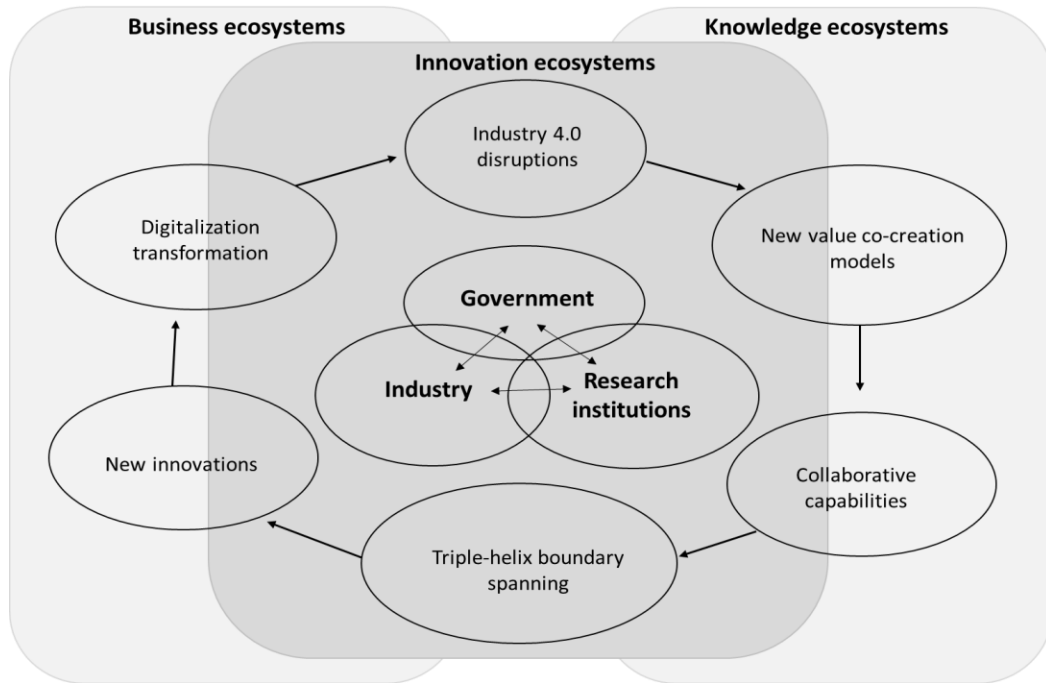 Business ecosystems
Knowledge ecosystems
Innovation ecosystems
Industry 4.0
disruptions
Digitalization
transformation
New value co-creation
models
Government
Industry
Research
institutions
New innovations
Collaborative
capabilities
Triple-helix boundary
spanning